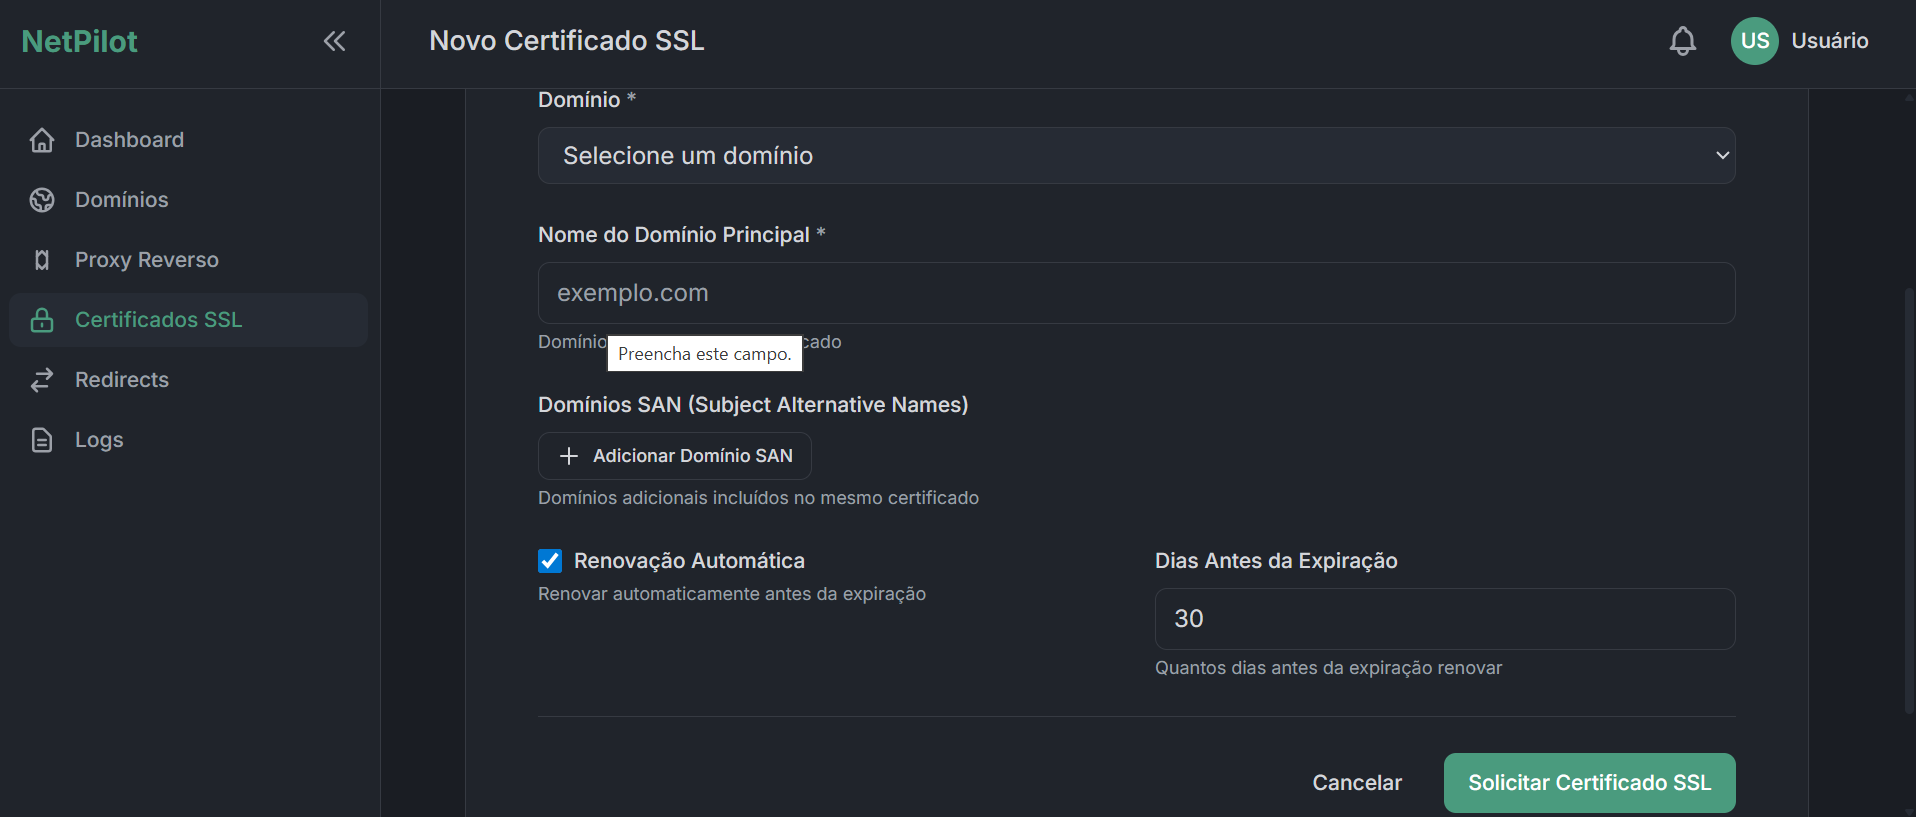 NetPilot
Novo Certificado SSL
US Usuário
Dashboard
Domínios
Proxy Reverso
Certificados SSL
Redirects
Logs
Domínio *
Selecione um domínio
Nome do Domínio Principal *
exemplo.com
Domínio
Preencha este campo.
Domínios SAN (Subject Alternative Names)
Adicionar Domínio SAN
Domínios adicionais incluídos no mesmo certificado
Renovação Automática
Renovar automaticamente antes da expiração
Dias Antes da Expiração
30
Quantos dias antes da expiração renovar
Cancelar
Solicitar Certificado SSL